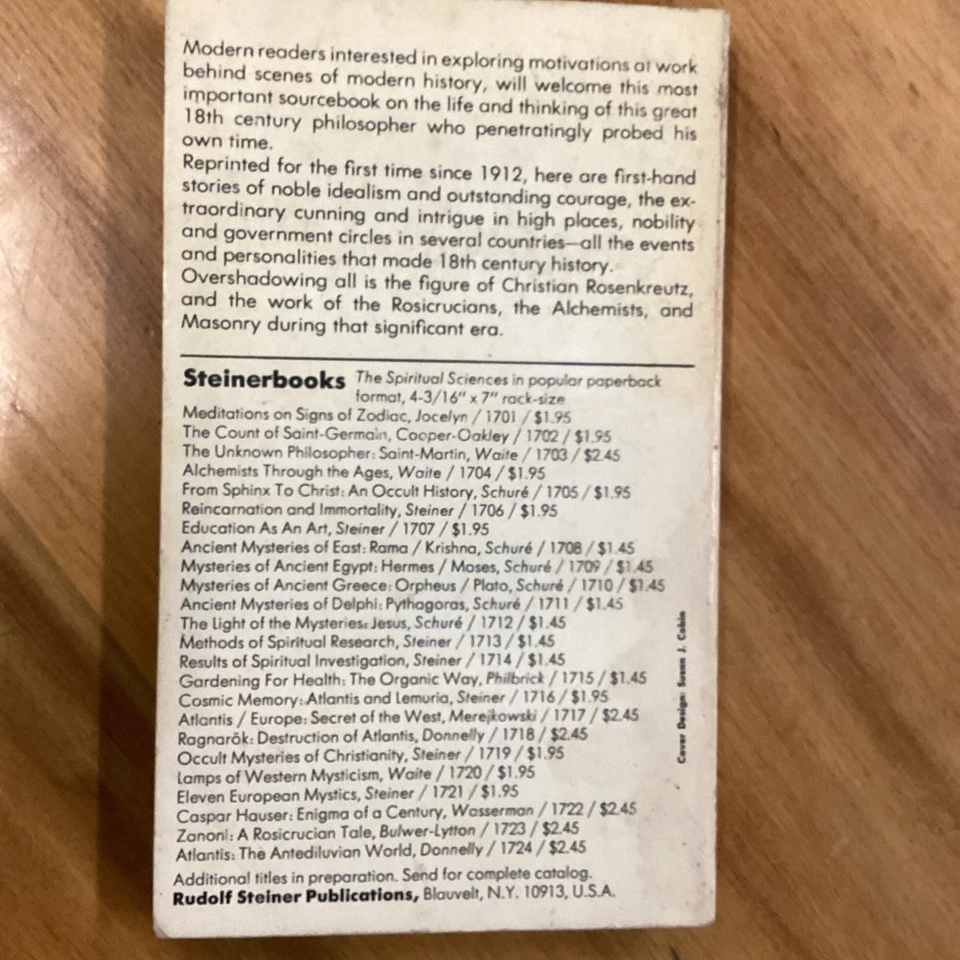 Modern readers interested in exploring motivations at work
behind scenes of modern history, will welcome this most
important sourcebook on the life and thinking of this great
18th century philosopher who penetratingly probed his
own time.
Reprinted for the first time since 1912, here are first-hand
stories of noble idealism and outstanding courage, the ex-
traordinary cunning and intrigue in high places, nobility
and government circles in several countries—all the events
and personalities that made 18th century history.
Overshadowing all is the figure of Christian Rosenkreutz,
and the work of the Rosicrucians, the Alchemists, and
Masonry during that significant era.
Steinerbooks The Spiritual Sciences in popular paperback
format, 4-3/16" x 7" rack-size
Meditations on Signs of Zodiac, Jocelyn / 1701 / $1.95
The Count of Saint-Germain, Cooper-Oakley / 1702 / $1.95
The Unknown Philosopher: Saint-Martin, Waite / 1703 / $2.45
Alchemists Through the Ages, Waite / 1704 / $1.95
From Sphinx To Christ: An Occult History, Schuré / 1705 / $1.95
Reincarnation and Immortality, Steiner / 1706 / $1.95
Education As An Art, Steiner / 1707 / $1.95
Ancient Mysteries of East: Rama / Krishna, Schuré / 1708 / $1.45
Mysteries of Ancient Egypt: Hermes / Moses, Schuré / 1709 / $1.45
Mysteries of Ancient Greece: Orpheus / Plato, Schuré / 1710 / $1.45
Ancient Mysteries of Delphi: Pythagoras, Schuré / 1711 / $1.45
The Light of the Mysteries: Jesus, Schuré / 1712 / $1.45
Methods of Spiritual Research, Steiner / 1713 / $1.45
Results of Spiritual Investigation, Steiner / 1714 / $1.45
Gardening For Health: The Organic Way, Philbrick / 1715 / $1.45
Cosmic Memory: Atlantis and Lemuria, Steiner / 1716 / $1.95
Atlantis / Europe: Secret of the West, Merejkowski / 1717 / $2.45
Ragnarök: Destruction of Atlantis, Donnelly / 1718 / $2.45
Occult Mysteries of Christianity, Steiner / 1719 / $1.95
Lamps of Western Mysticism, Waite / 1720 / $1.95
Eleven European Mystics, Steiner / 1721 / $1.95
Caspar Hauser: Enigma of a Century, Wasserman / 1722 / $2.45
Zanoni: A Rosicrucian Tale, Bulwer-Lytton / 1723 / $2.45
Atlantis: The Antediluvian World, Donnelly / 1724 / $2.45
Additional titles in preparation. Send for complete catalog.
Rudolf Steiner Publications, Blauvelt, N.Y. 10913, U.S.A.
Cover Design: Susan J. Cobin